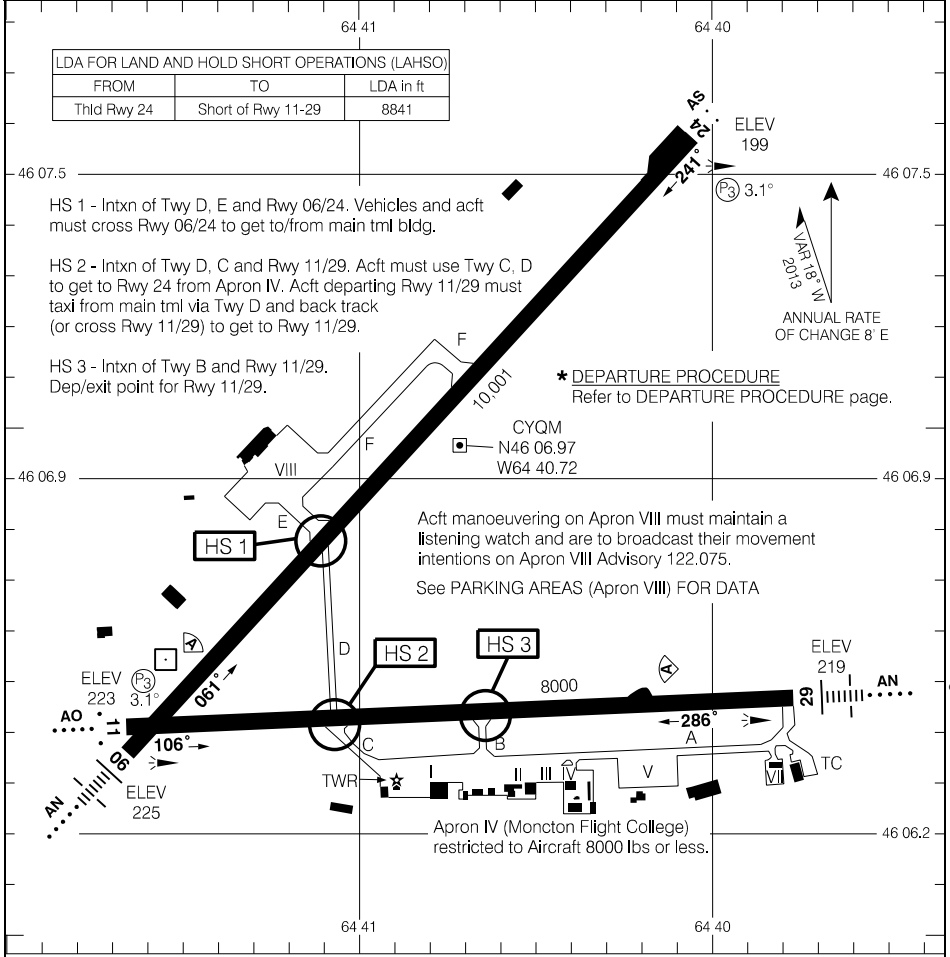 64 41
64 40
LDA FOR LAND AND HOLD SHORT OPERATIONS (LAHSO)
FROM TO LDA in ft
Thld Rwy 24 Short of Rwy 11-29 8841
AS
24
ELEV
199
241°
P3 3.1°
46 07.5
46 07.5
HS 1 - Intxn of Twy D, E and Rwy 06/24. Vehicles and acft
must cross Rwy 06/24 to get to/from main tml bldg.
HS 2 - Intxn of Twy D, C and Rwy 11/29. Acft must use Twy C, D
to get to Rwy 24 from Apron IV. Acft departing Rwy 11/29 must
taxi from main tml via Twy D and back track
(or cross Rwy 11/29) to get to Rwy 11/29.
HS 3 - Intxn of Twy B and Rwy 11/29.
Dep/exit point for Rwy 11/29.
VAR 18° W
2013
ANNUAL RATE
OF CHANGE 8' E
* DEPARTURE PROCEDURE
Refer to DEPARTURE PROCEDURE page.
F
10,001
F
CYQM
N46 06.97
W64 40.72
VIII
46 06.9
46 06.9
E
HS 1
Acft manoeuvering on Apron VIII must maintain a
listening watch and are to broadcast their movement
intentions on Apron VIII Advisory 122.075.
See PARKING AREAS (Apron VIII) FOR DATA
A
D
HS 2
HS 3
A
ELEV
219
ELEV
223
P3
3.1°
061°
8000
29
AN
AO
11
106°
286°
06
C
B
A
AN
ELEV
225
TWR
I
II
III
IV
V
VII
TC
Apron IV (Moncton Flight College)
restricted to Aircraft 8000 lbs or less.
46 06.2
64 41
64 40